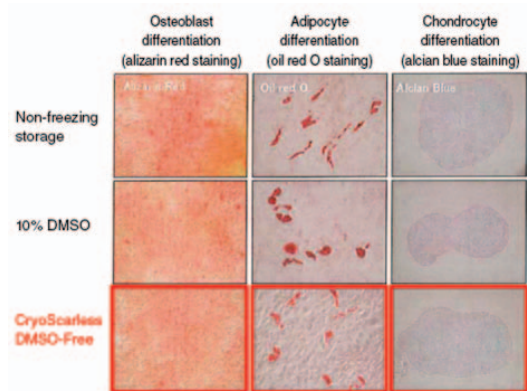 Osteoblast
differentiation
(alizarin red staining)
Adipocyte
differentiation
(oil red O staining)
Chondrocyte
differentiation
(alcian blue staining)
Non-freezing
storage
Alizarin Red
Oil red O
Alcian Blue
10% DMSO
CryoScarless
DMSO-Free